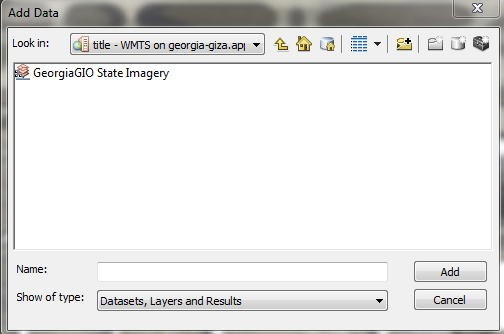 Add Data
Look in: title - WMTS on georgia-giza.app
GeorgiaGIO State Imagery
Name: Add
Show of type: Datasets, Layers and Results Cancel